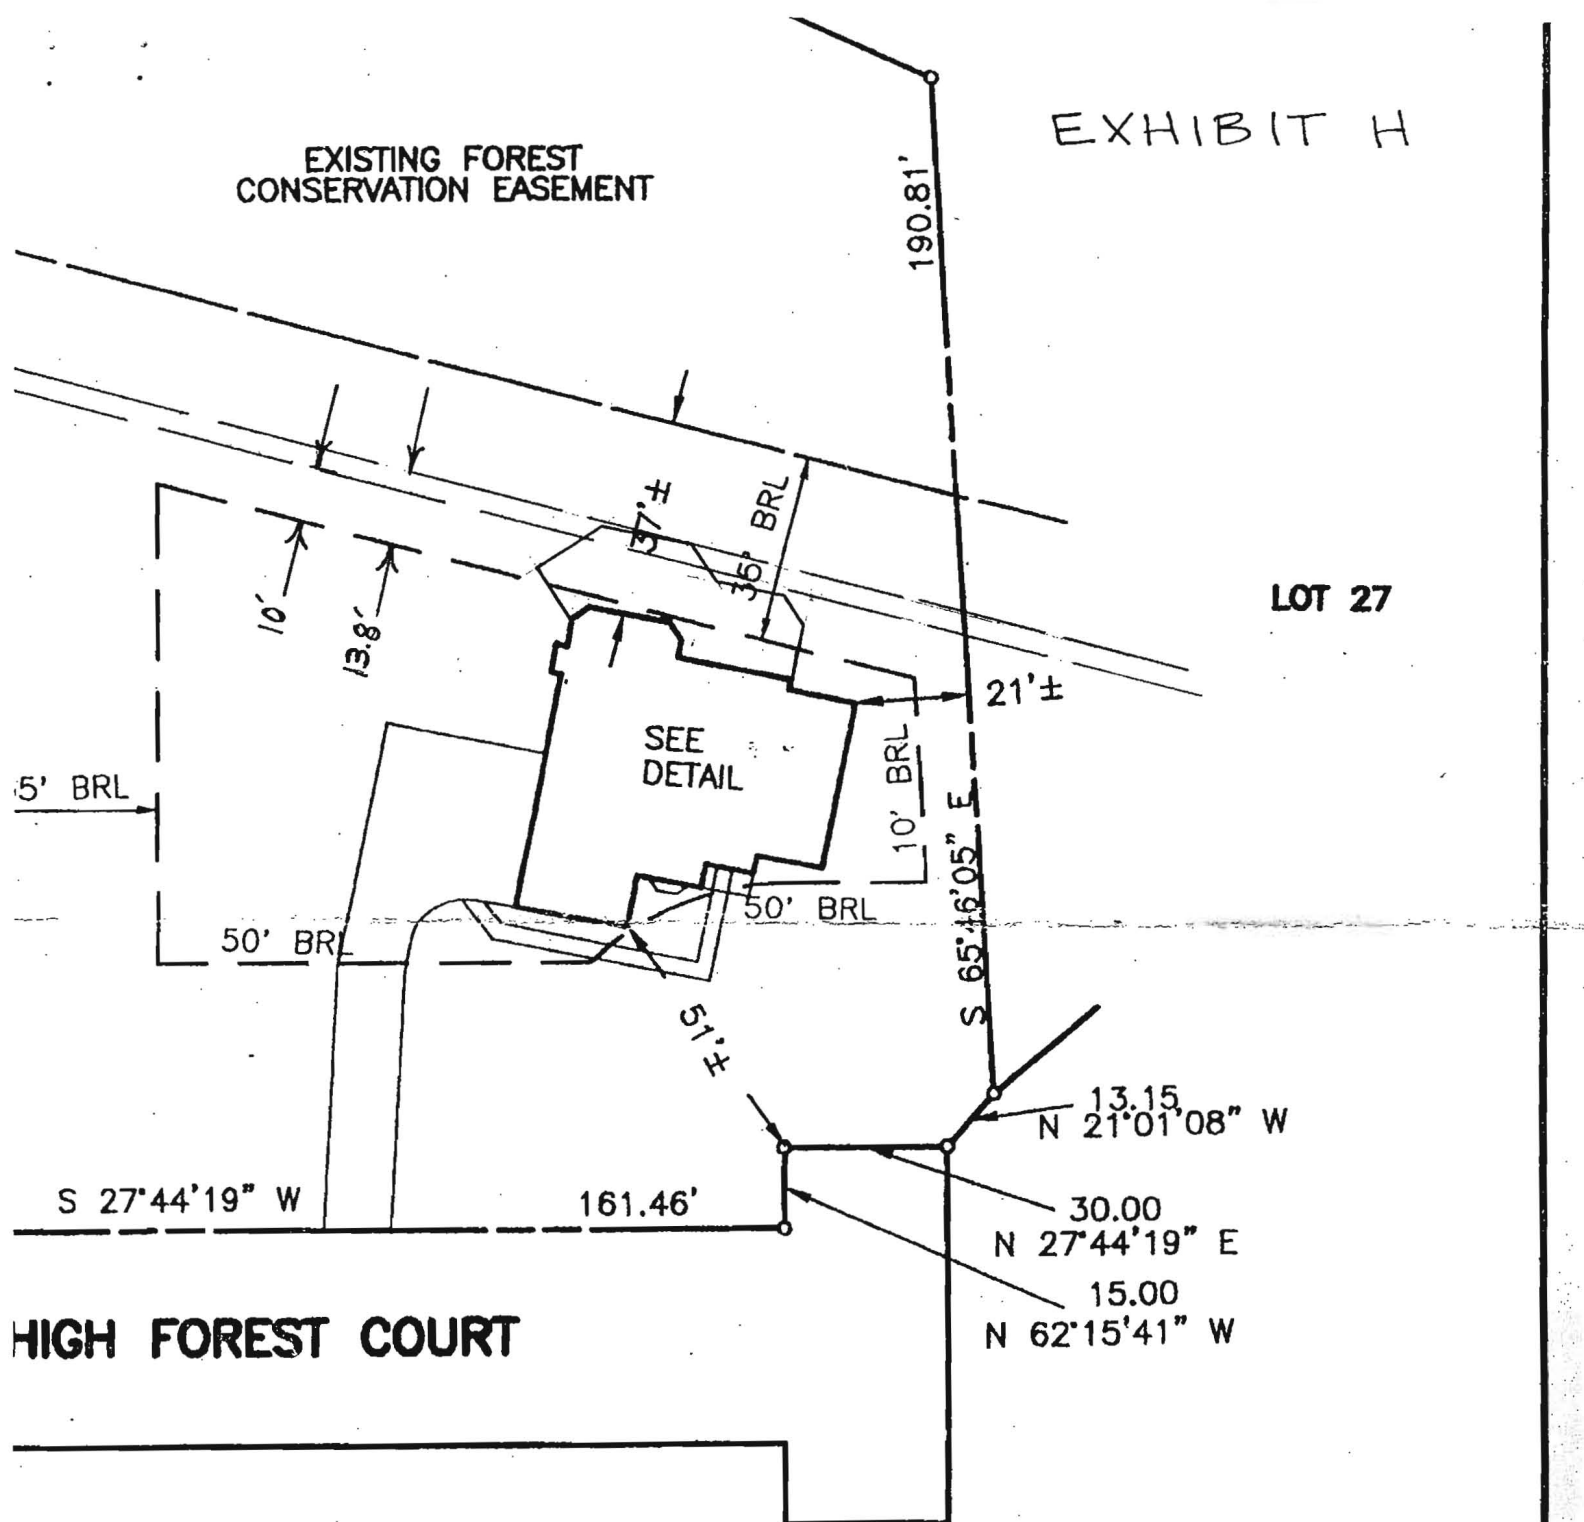 EXHIBIT H
EXISTING FOREST
CONSERVATION EASEMENT
190.81'
37'±
35' BRL
LOT 27
10'
13.8'
21'±
SEE
DETAIL
10' BRL
5' BRL
S 65°46'05" E
50' BRL
50' BRL
51'±
13.15
N 21°01'08" W
S 27°44'19" W
161.46'
30.00
N 27°44'19" E
15.00
N 62°15'41" W
HIGH FOREST COURT